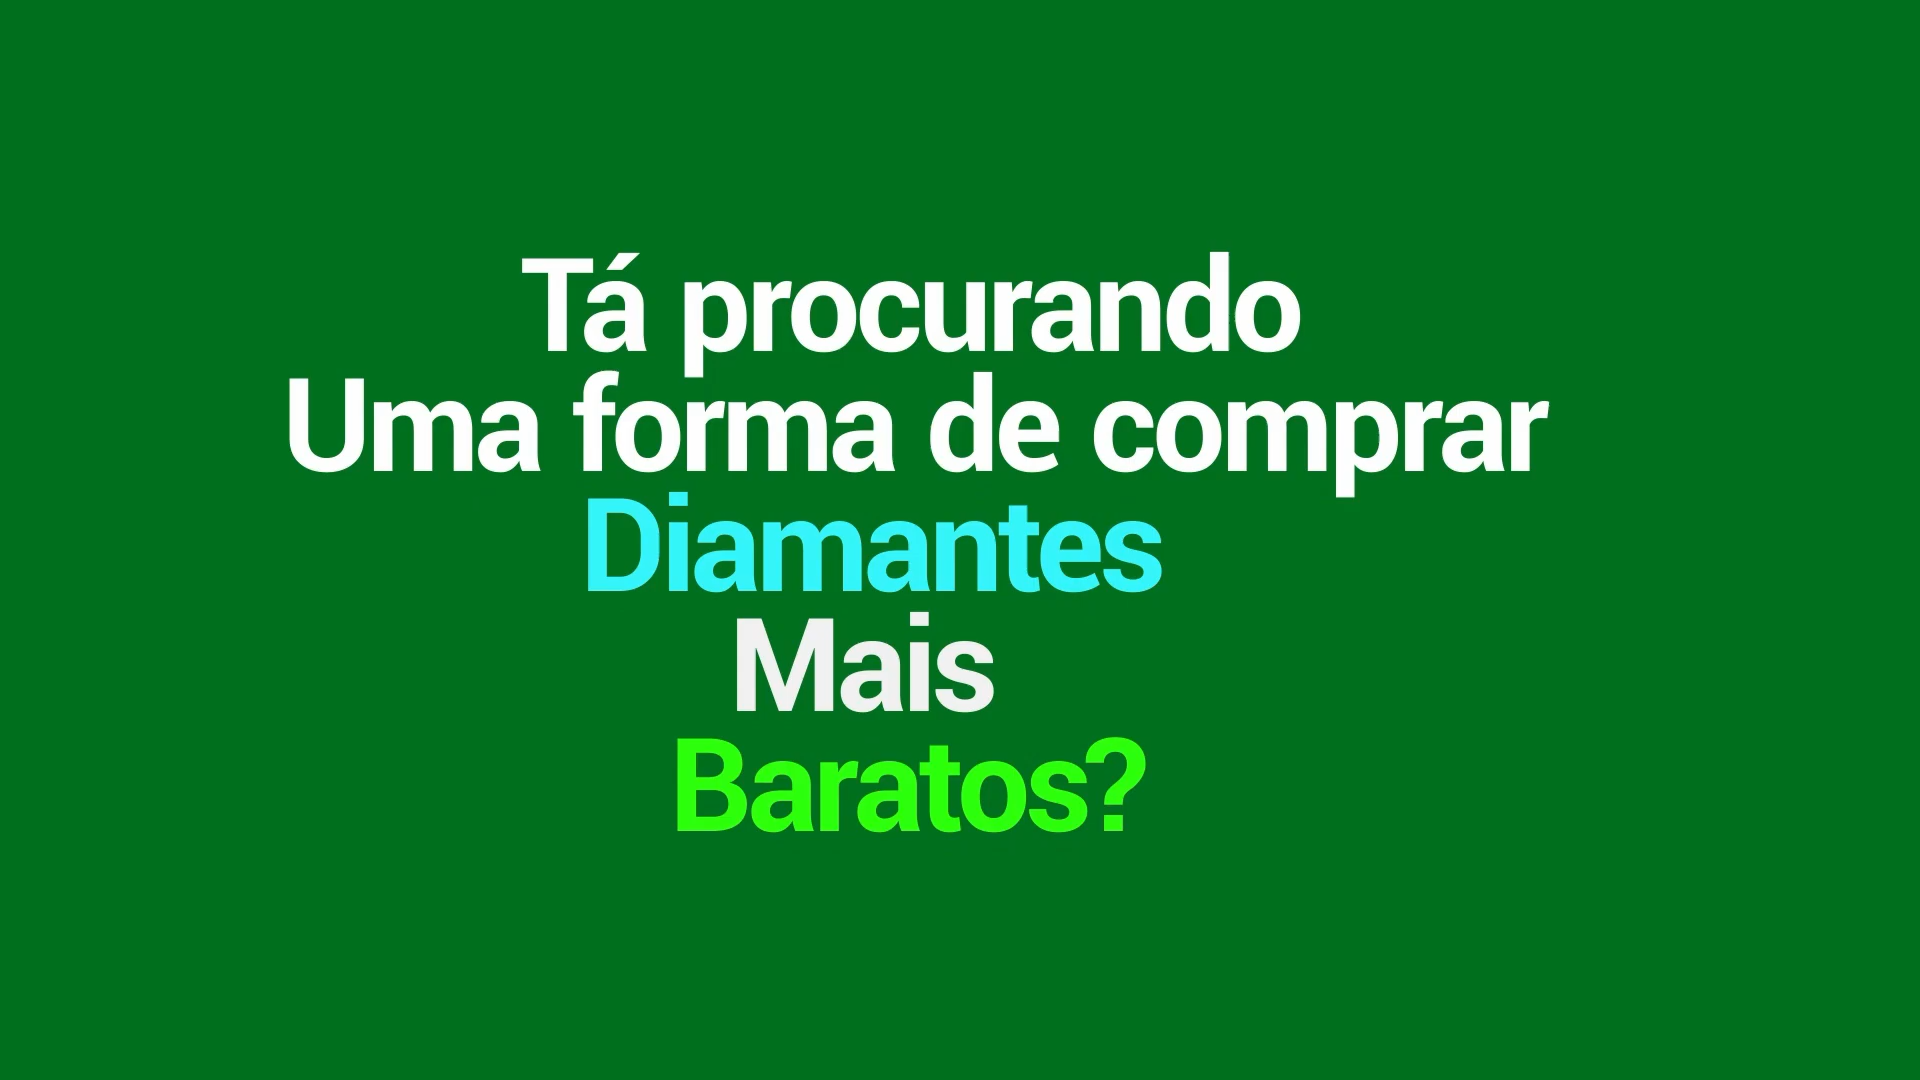 Tá procurando
Uma forma de comprar
Diamantes
Mais
Baratos?